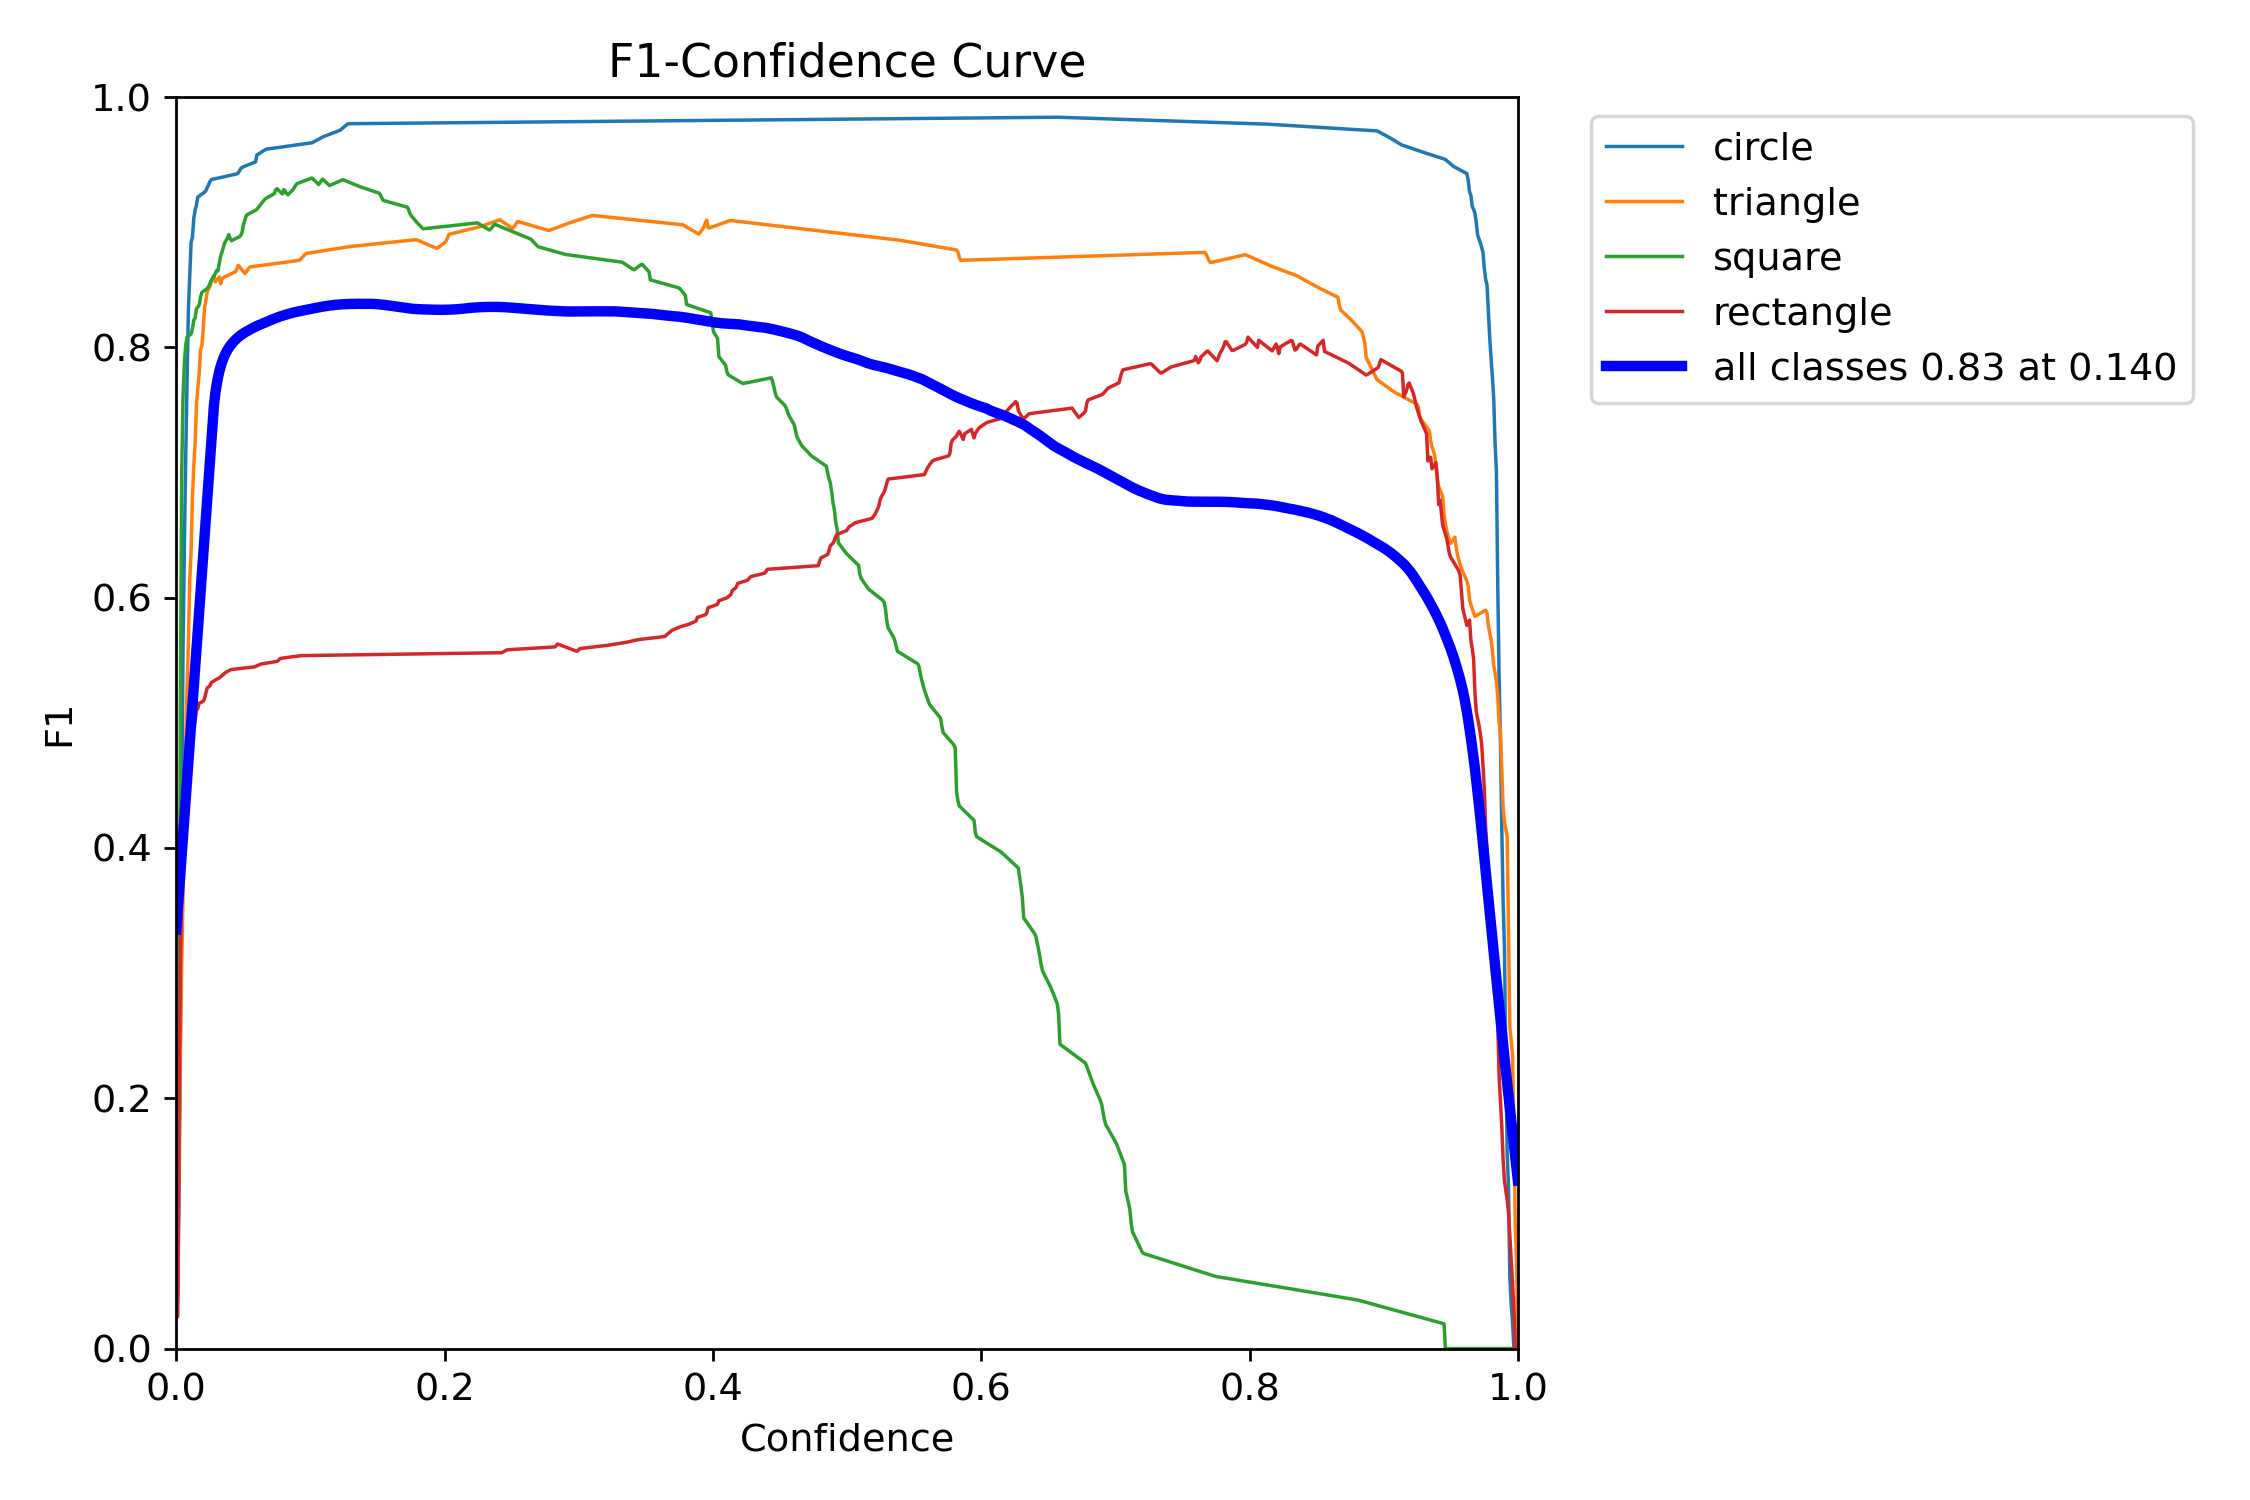 F1-Confidence Curve
1.0
0.8
0.6
0.4
0.2
0.0
F1
0.0 0.2 0.4 0.6 0.8 1.0
Confidence
circle
triangle
square
rectangle
all classes 0.83 at 0.140